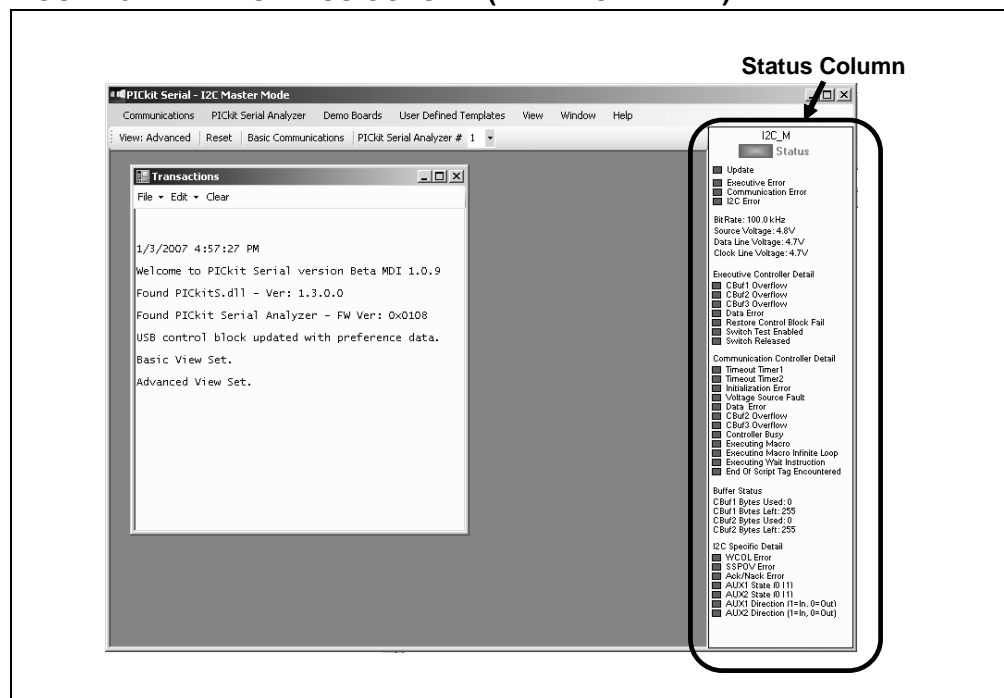 Status Column
PICkit Serial - I2C Master Mode
Communications PICkit Serial Analyzer Demo Boards User Defined Templates View Window Help
View: Advanced Reset Basic Communications PICkit Serial Analyzer # 1
Transactions
File Edit Clear
1/3/2007 4:57:27 PM
Welcome to PICkit Serial version Beta MDI 1.0.9
Found PICkitS.dll - Ver: 1.3.0.0
Found PICkit Serial Analyzer - FW Ver: 0x0108
USB control block updated with preference data.
Basic View Set.
Advanced View Set.
I2C_M
Status
Update
Executive Error
Communication Error
I2C Error
Bit Rate: 100.0 kHz
Source Voltage: 4.8V
Data Line Voltage: 4.7V
Clock Line Voltage: 4.7V
Executive Controller Detail
CBuf1 Overflow
CBuf2 Overflow
CBuf3 Overflow
Data Error
Restore Control Block Fail
Switch Test Enabled
Switch Released
Communication Controller Detail
Timeout Timer1
Timeout Timer2
Initialization Error
Voltage Source Fault
Data Error
CBuf2 Overflow
CBuf3 Overflow
Controller Busy
Executing Macro
Executing Macro Infinite Loop
Executing Wait Instruction
End Of Script Tag Encountered
Buffer Status
CBuf1 Bytes Used: 0
CBuf1 Bytes Left: 255
CBuf2 Bytes Used: 0
CBuf2 Bytes Left: 255
I2C Specific Detail
WCOL Error
SSPOV Error
Ack/Nack Error
AUX1 State (0 | 1)
AUX2 State (0 | 1)
AUX1 Direction (1=In, 0=Out)
AUX2 Direction (1=In, 0=Out)